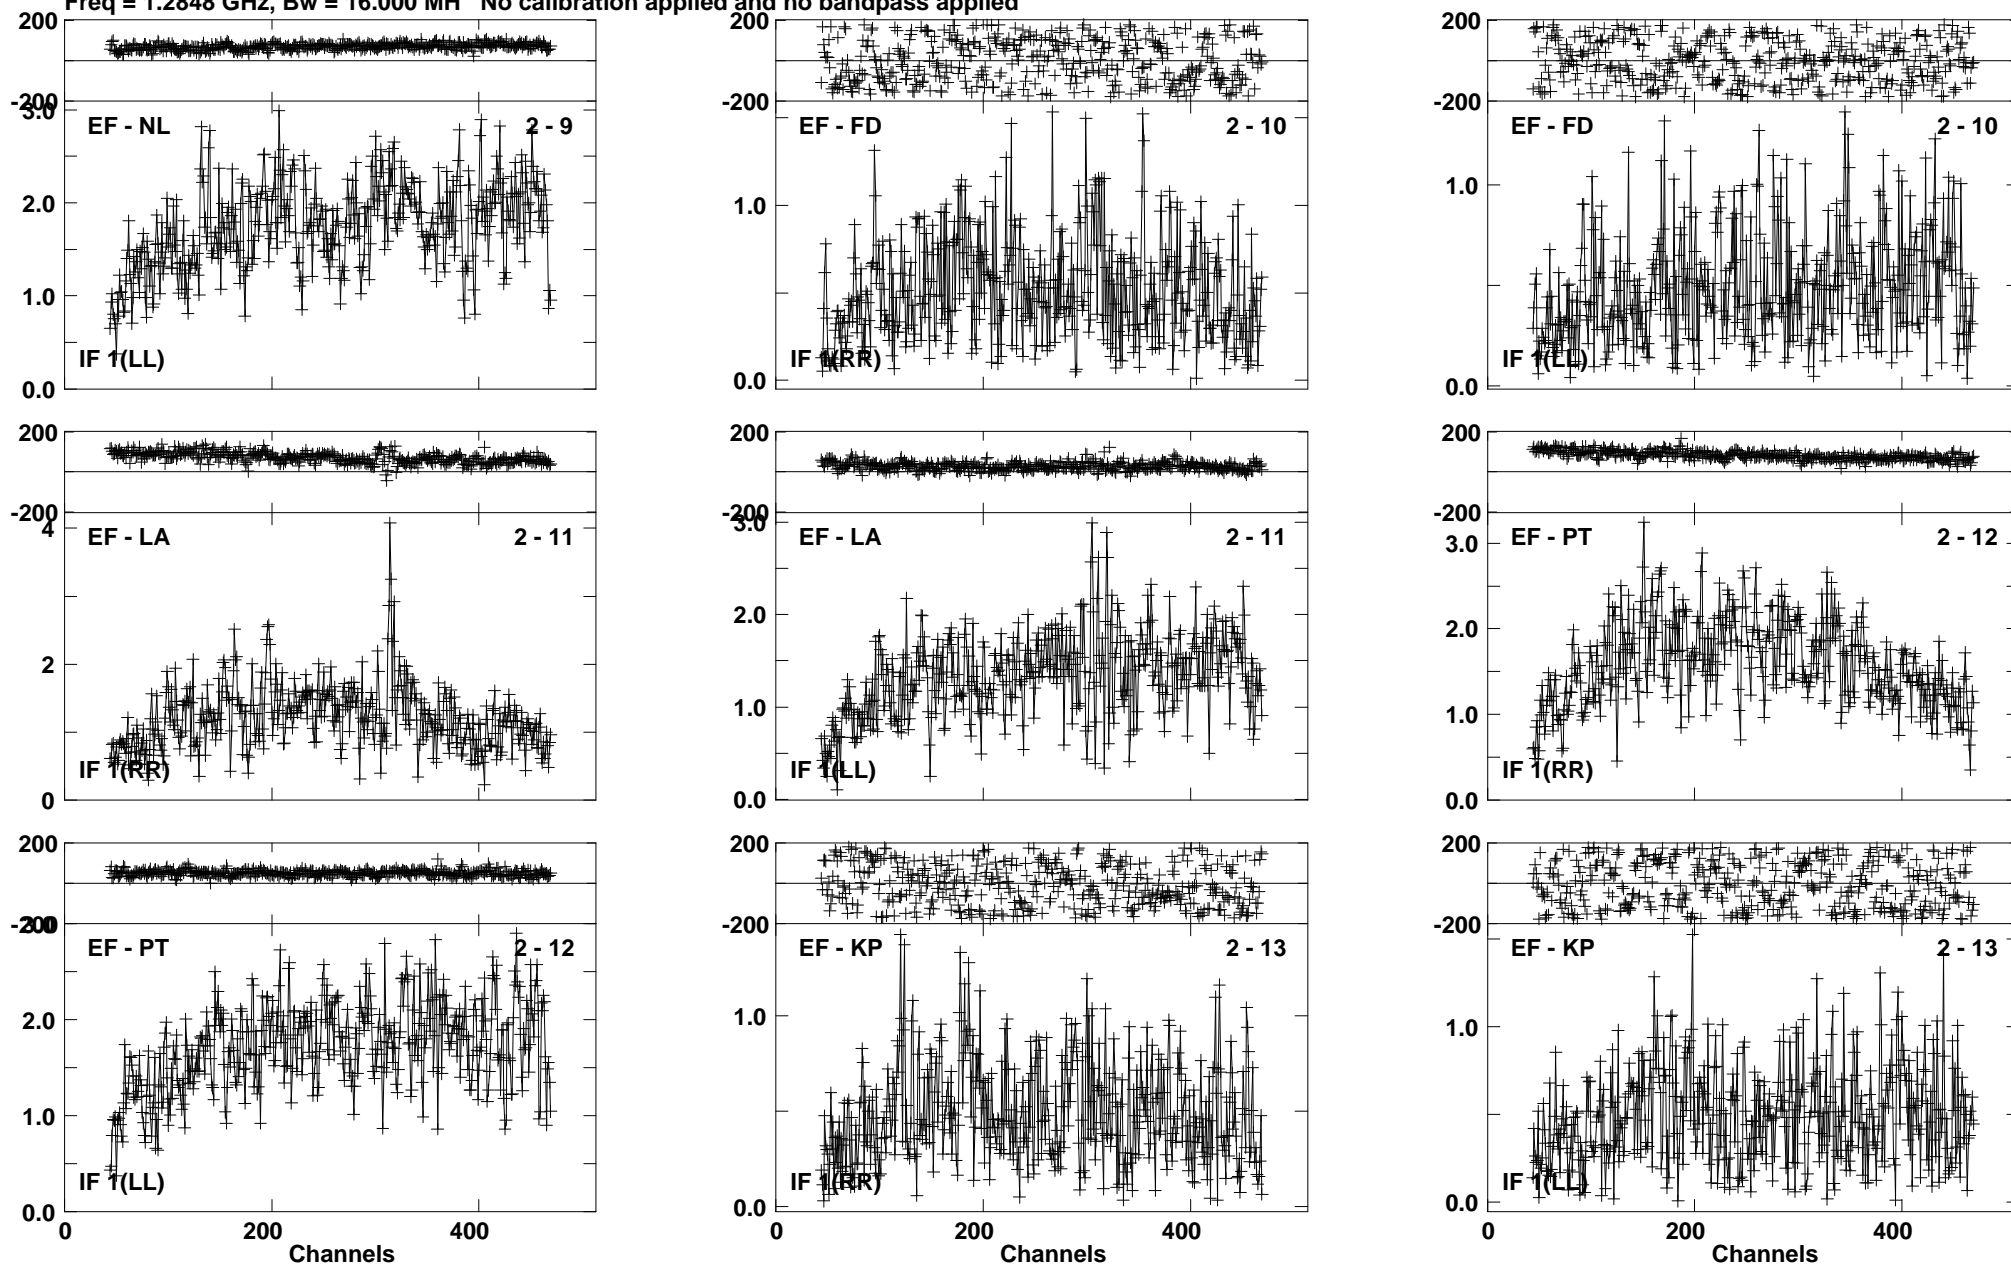 Freq = 1.2848 GHz, Bw = 16.000 MH No calibration applied and no bandpass applied
200 200 200
-200 -200 -200
3.0
EF - NL 2 - 9 EF - FD 2 - 10 EF - FD 2 - 10
2.0 1.0 1.0
1.0
IF 1(LL) IF 1(RR) IF 1(LL)
0.0 0.0 0.0
200 200 200
-200 -200 -200
4 3.0
EF - LA 2 - 11 EF - LA 2 - 11 EF - PT 2 - 12
3.0
2 2.0 2.0
1.0 1.0
IF 1(RR) IF 1(LL) IF 1(RR)
0 0.0 0.0
200 200 200
-200 -200 -200
EF - PT 2 - 12 EF - KP 2 - 13 EF - KP 2 - 13
2.0 1.0 1.0
1.0
IF 1(LL) IF 1(RR) IF 1(LL)
0.0 0.0 0.0
0 200 400 0 200 400 0 200 400
Channels Channels Channels